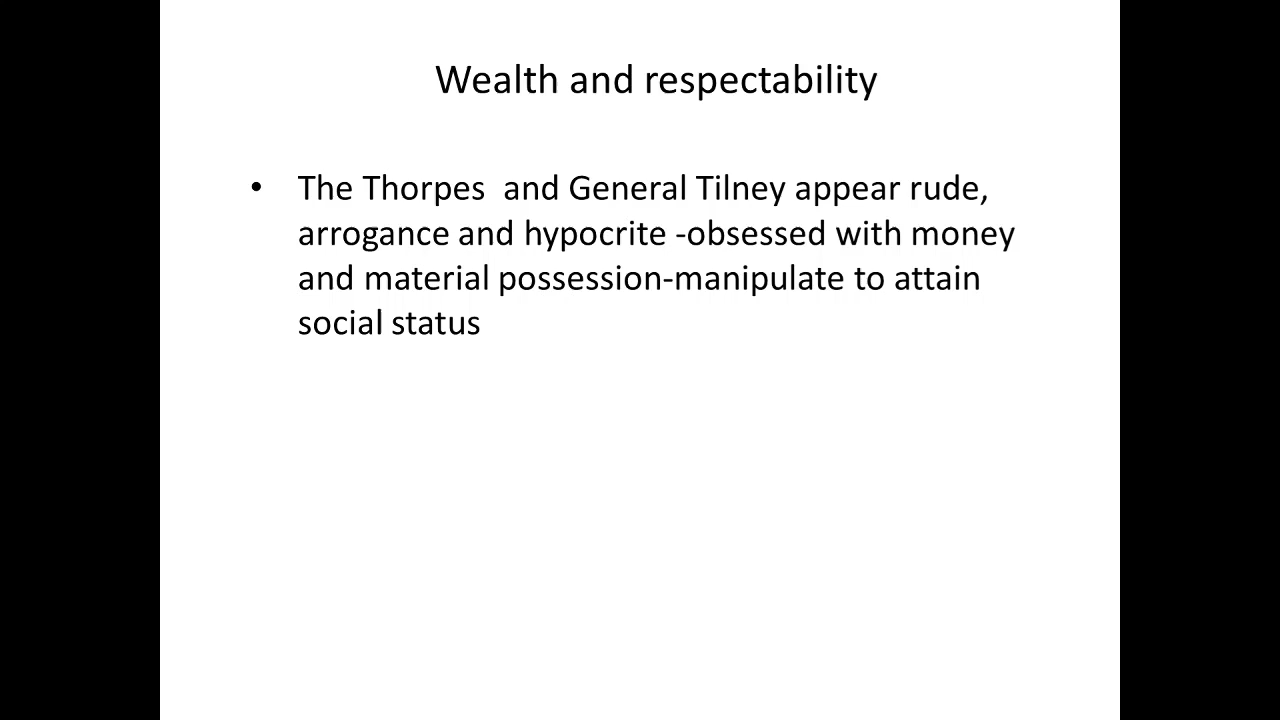 Wealth and respectability
• The Thorpes  and General Tilney appear rude,
arrogance and hypocrite -obsessed with money
and material possession-manipulate to attain
social status